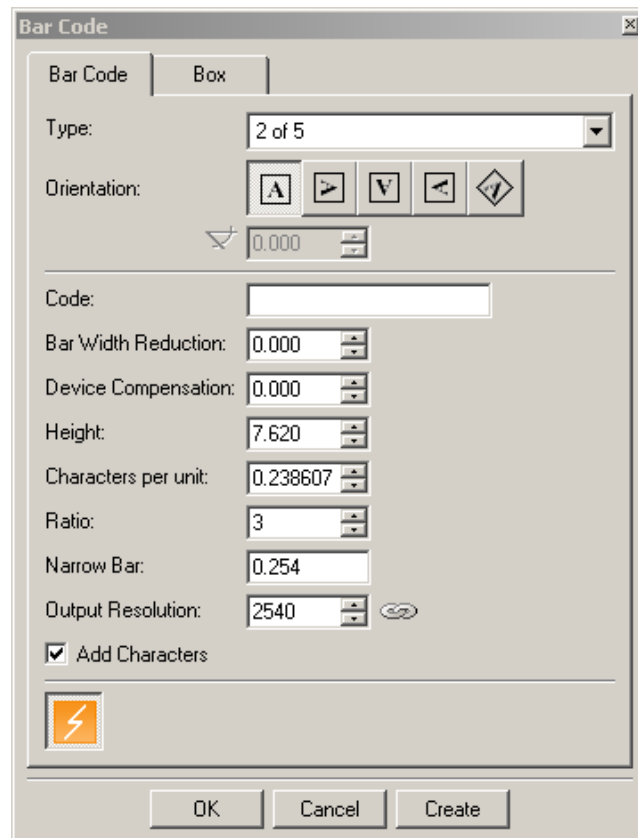 Bar Code
Bar Code Box
Type: 2 of 5
Orientation: A A A A A
0.000
Code:
Bar Width Reduction: 0.000
Device Compensation: 0.000
Height: 7.620
Characters per unit: 0.238607
Ratio: 3
Narrow Bar: 0.254
Output Resolution: 2540
Add Characters
OK Cancel Create